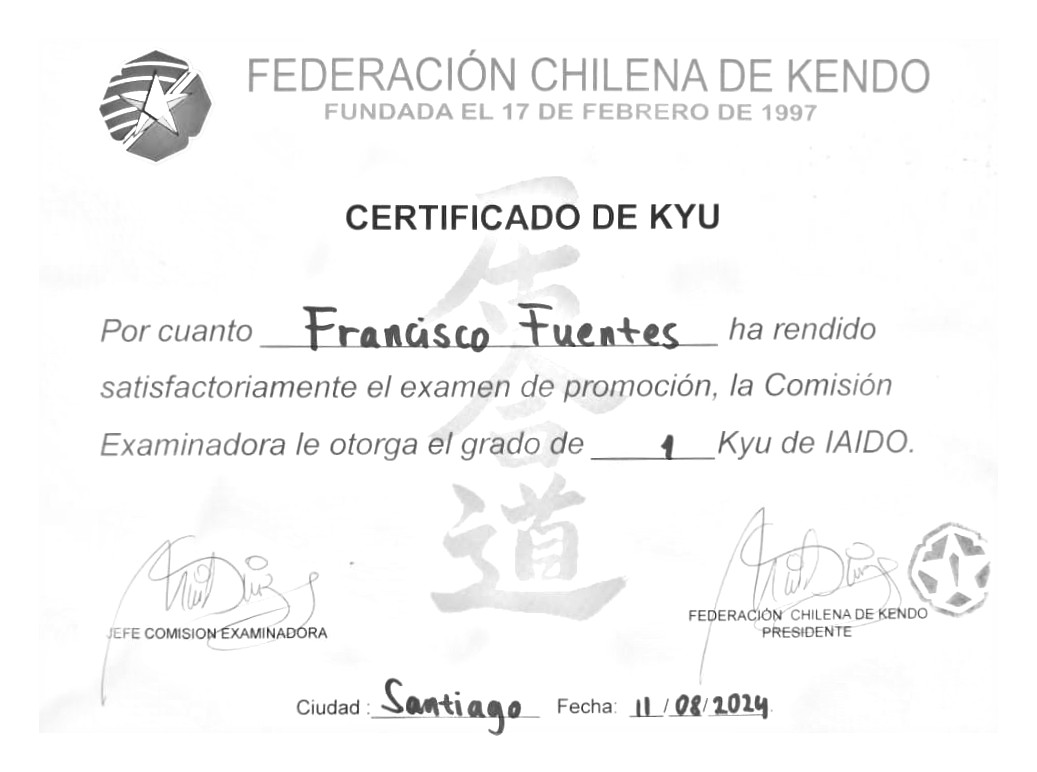 FEDERACIÓN CHILENA DE KENDO
FUNDADA EL 17 DE FEBRERO DE 1997
CERTIFICADO DE KYU
Por cuanto Francisco Fuentes ha rendido
satisfactoriamente el examen de promoción, la Comisión
Examinadora le otorga el grado de 1 Kyu de IAIDO.
居合道
JEFE COMISION EXAMINADORA
FEDERACIÓN CHILENA DE KENDO
PRESIDENTE
Ciudad : Santiago Fecha: 11 / 08 / 2024.